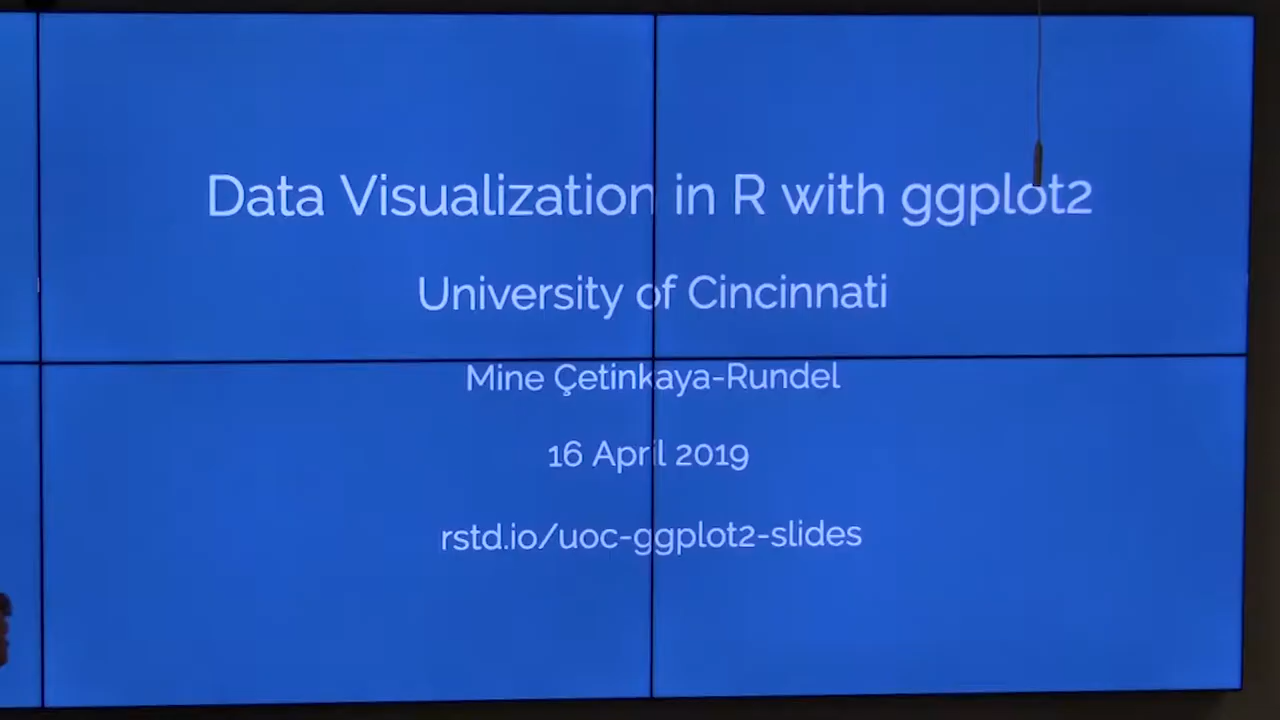 Data Visualization in R with ggplot2
University of Cincinnati
Mine Çetinkaya-Rundel
16 April 2019
rstd.io/uoc-ggplot2-slides